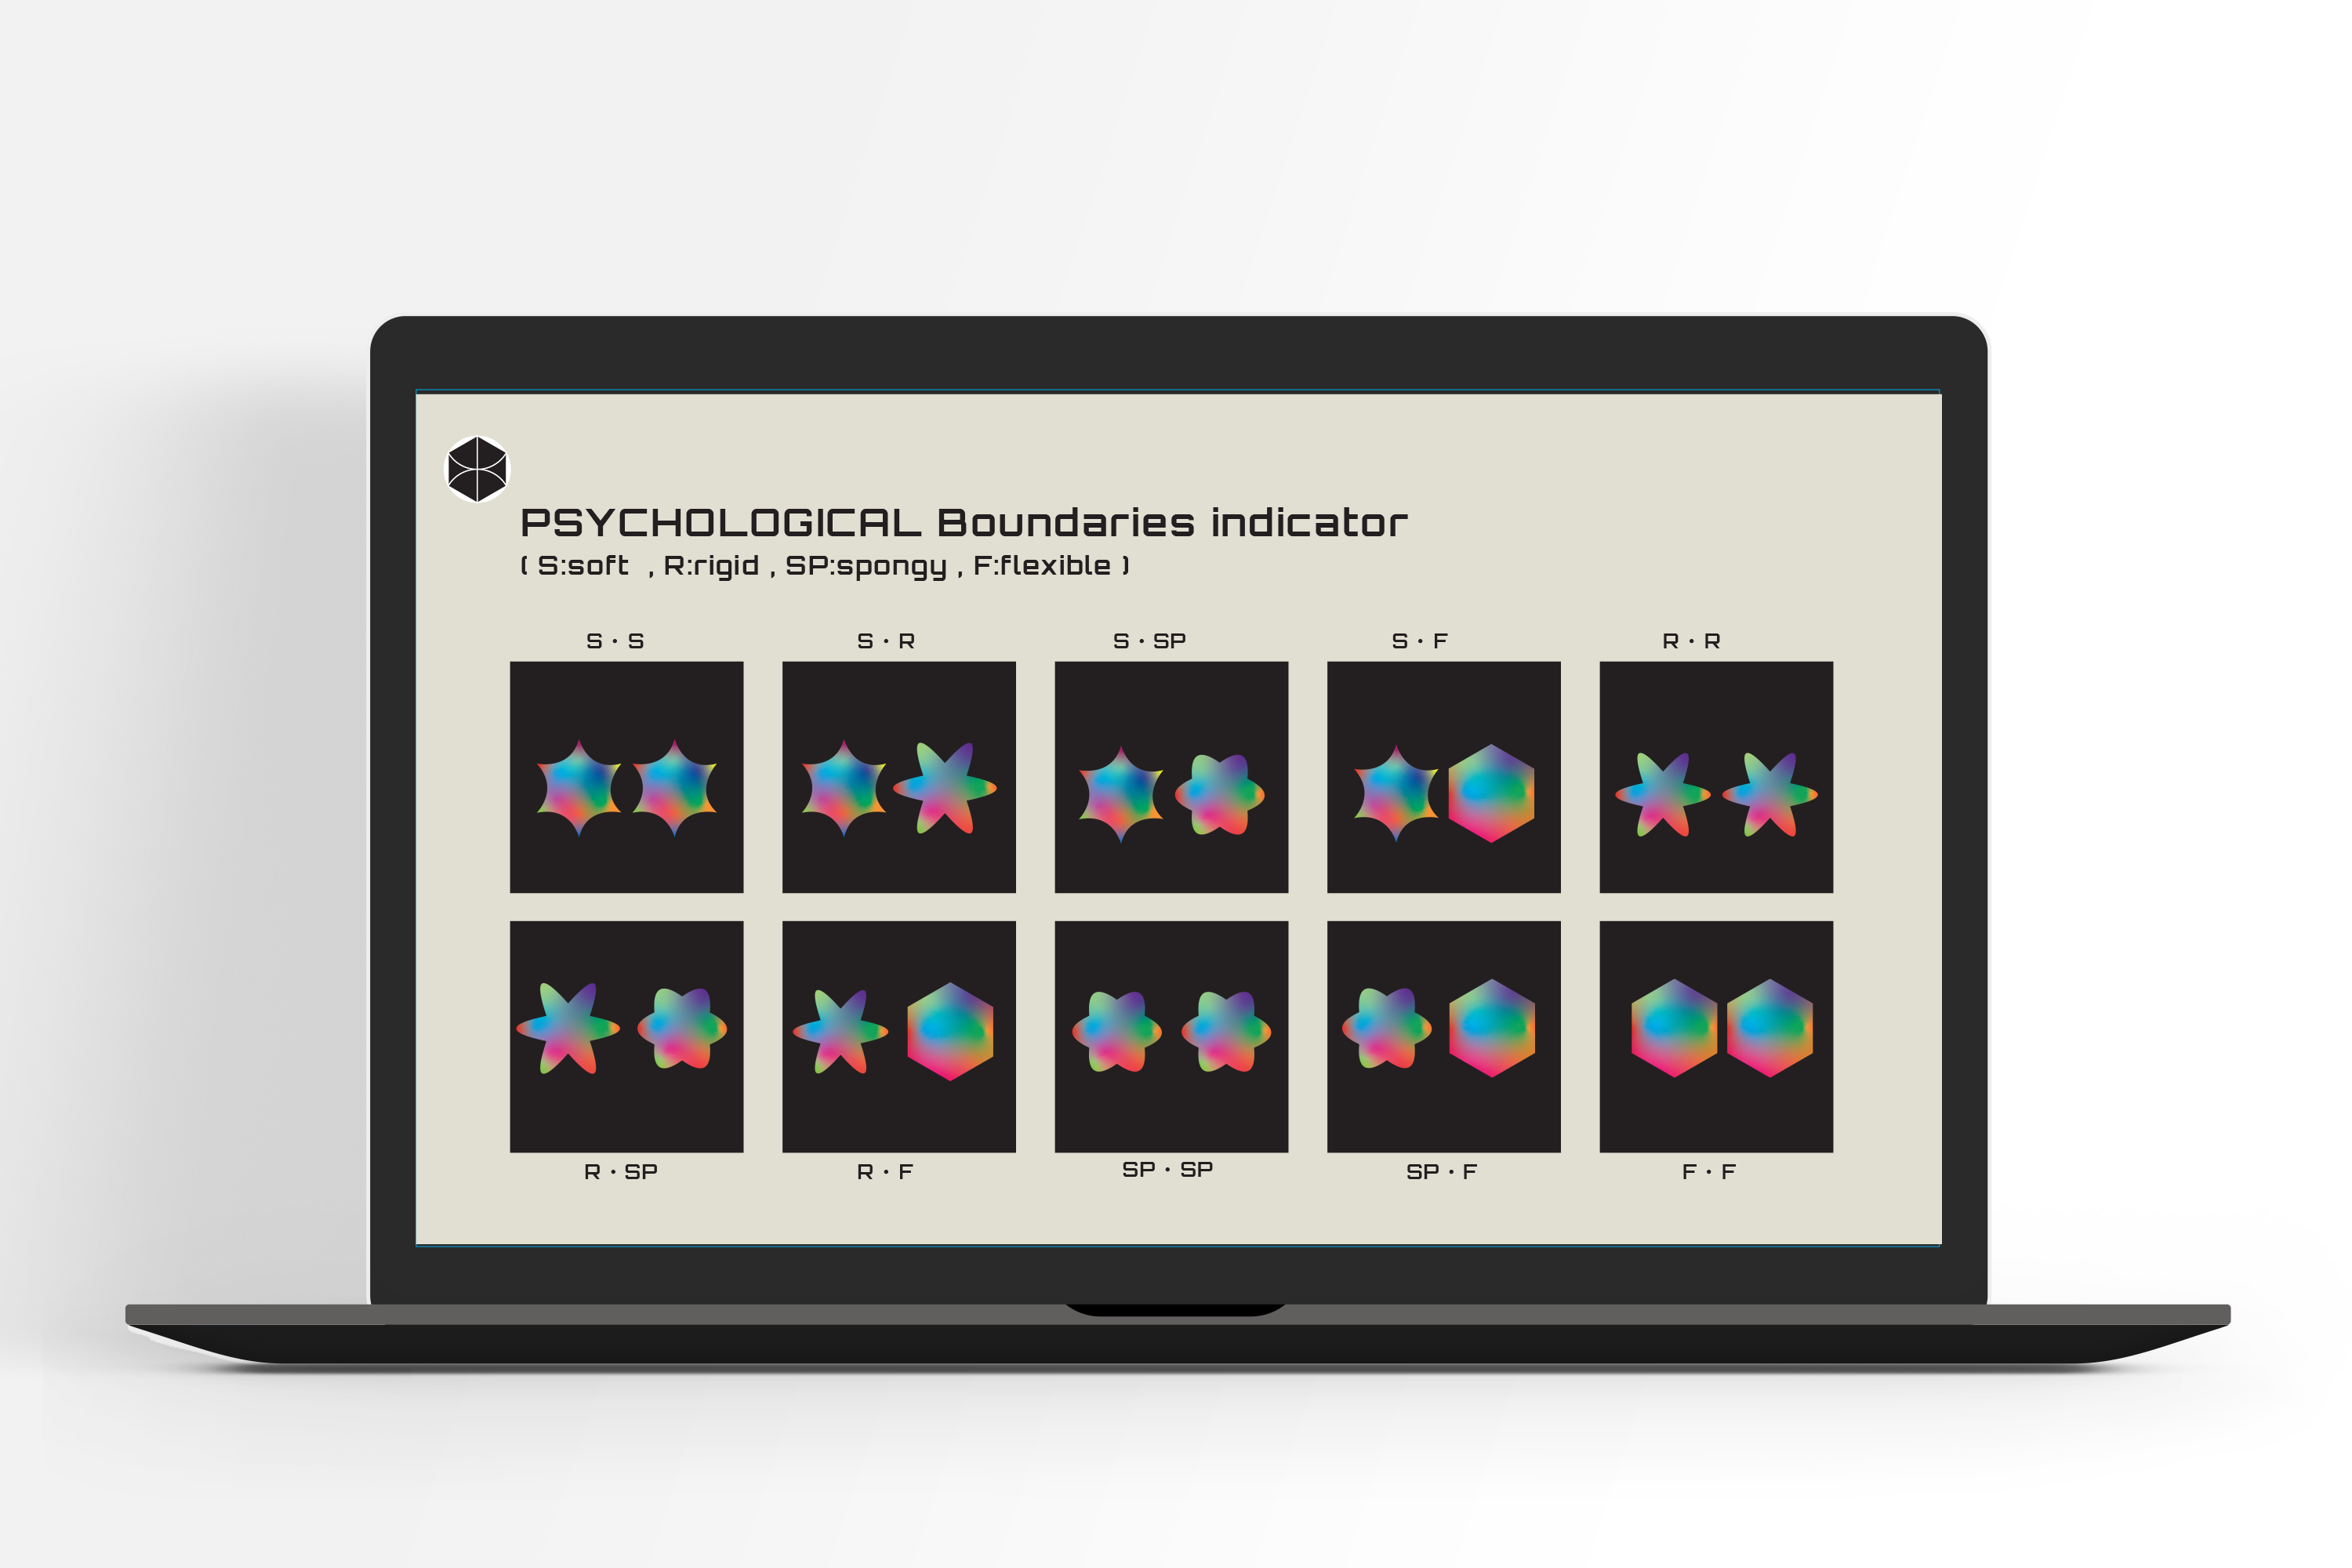 PSYCHOLOGICAL Boundaries indicator
( S:soft , R:rigid , SP:spongy , F:flexible )
S • S
S • R
S • SP
S • F
R • R
R • SP
R • F
SP • SP
SP • F
F • F